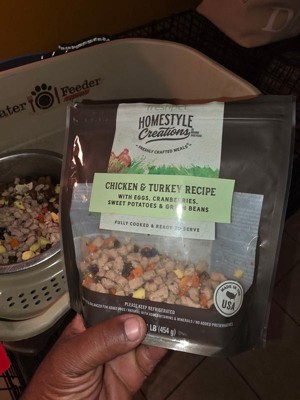 ater Feeder
HOMESTYLE
Creations
FRESHLY CRAFTED MEALS
CHICKEN & TURKEY RECIPE
WITH EGGS, CRANBERRIES,
SWEET POTATOES & GREEN BEANS
FULLY COOKED & READY TO SERVE
MADE IN THE
USA
PLEASE KEEP REFRIGERATED
LB (454 g)